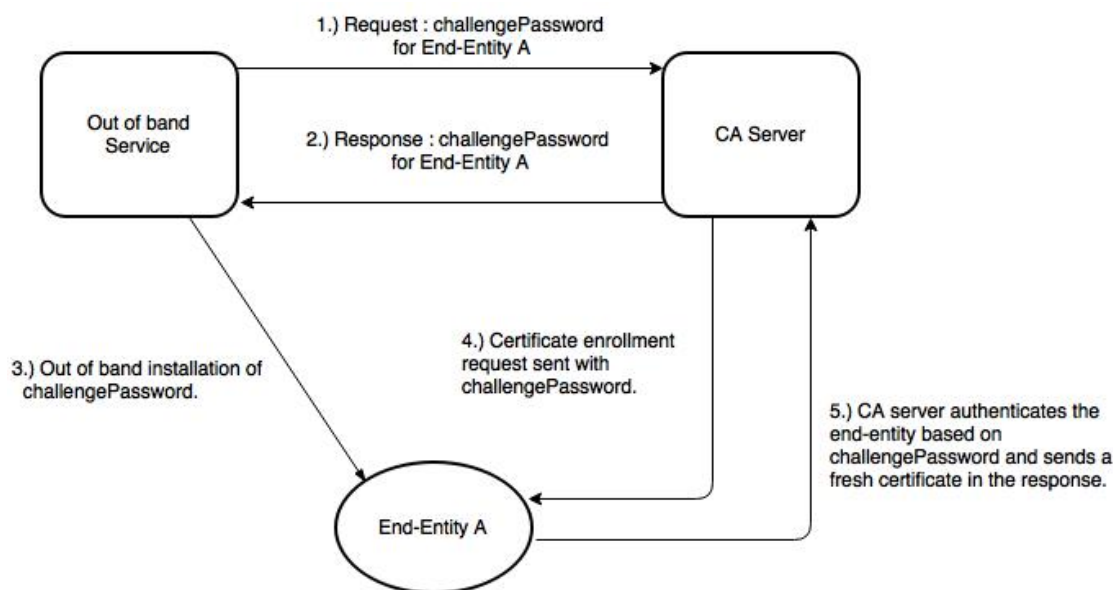 1.) Request : challengePassword
for End-Entity A
Out of band
Service
CA Server
2.) Response : challengePassword
for End-Entity A
3.) Out of band installation of
challengePassword.
4.) Certificate enrollment
request sent with
challengePassword.
5.) CA server authenticates the
end-entity based on
challengePassword and sends a
fresh certificate in the response.
End-Entity A